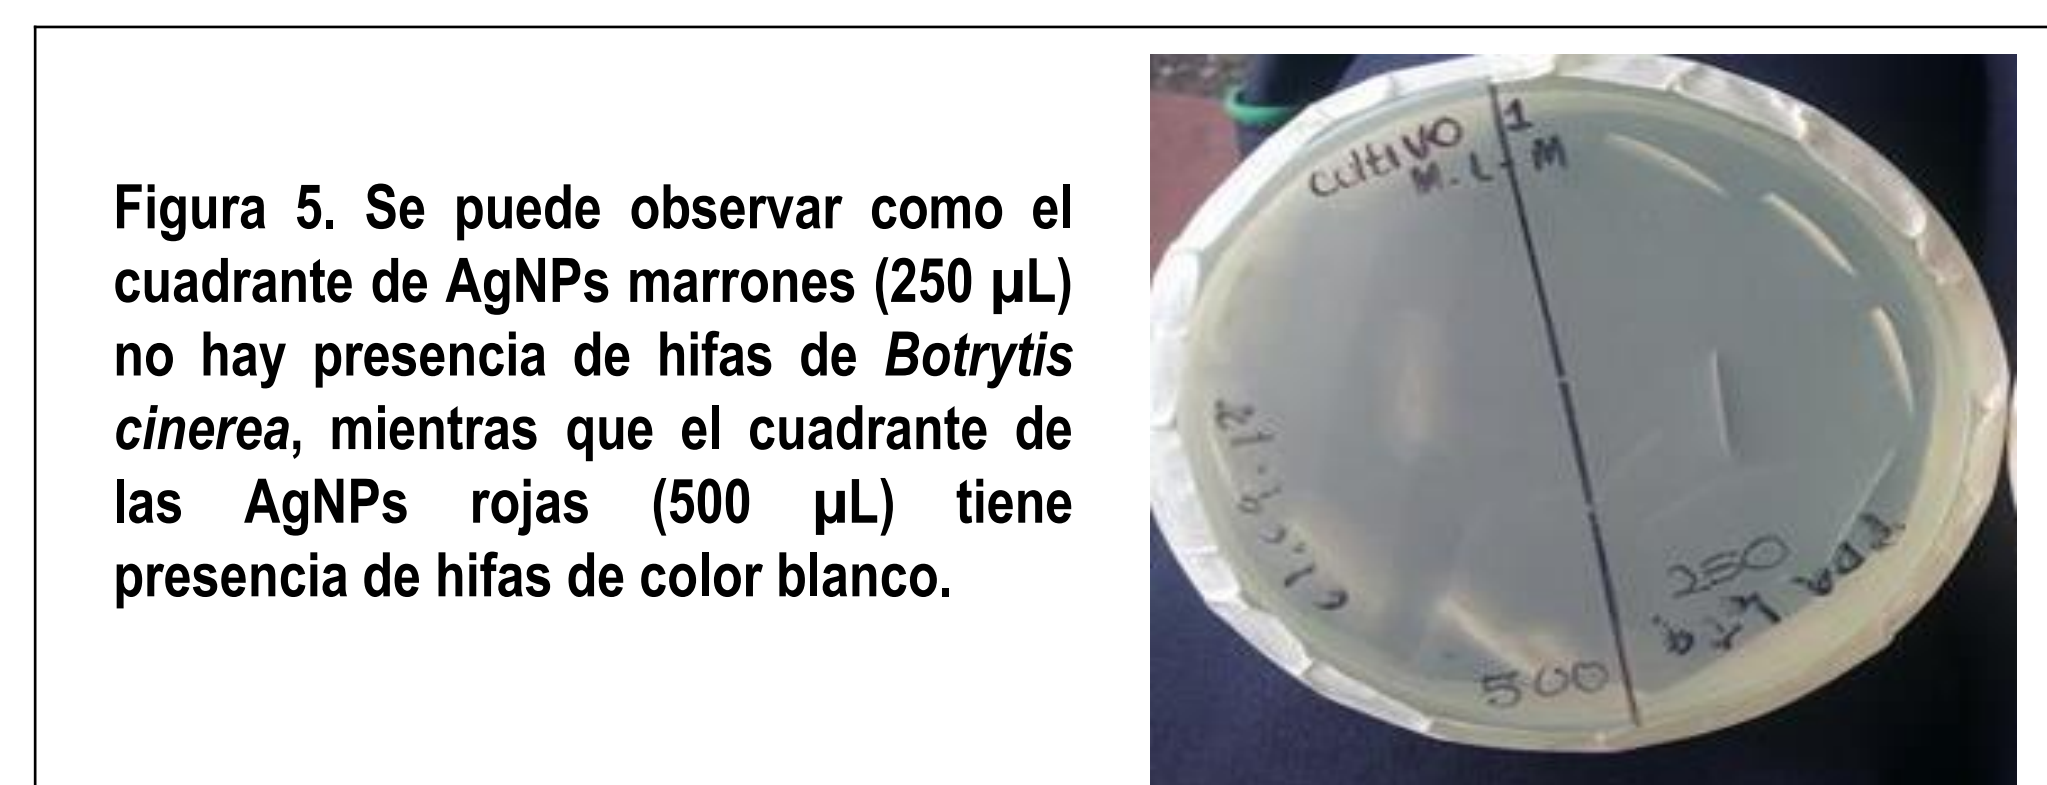 Figura 5. Se puede observar como el
cuadrante de AgNPs marrones (250 µL)
no hay presencia de hifas de Botrytis
cinerea, mientras que el cuadrante de
las AgNPs rojas (500 µL) tiene
presencia de hifas de color blanco.
cultivo 1
M.L-M
250
PDA
500